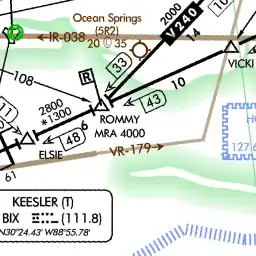 Ocean Springs
(5R2)
20 35
IR-038
V240
2000
14
VICKI
108
R
33
10
43
2800
*1300
6
ROMMY
MRA 4000
11
48
ELSIE
VR-179
61
127.6
KEESLER (T)
BIX (111.8)
N30°24.43' W88°55.78'